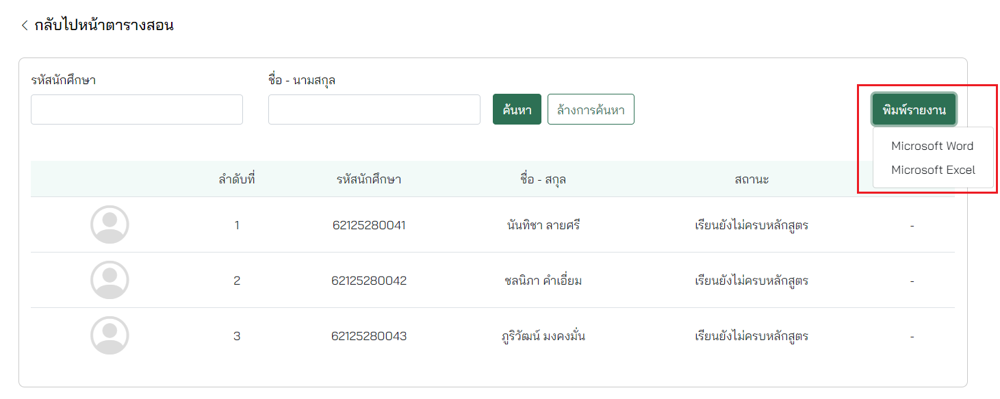 กลับไปหน้าตารางสอน
รหัสนักศึกษา ชื่อ - นามสกุล
ค้นหา ล้างการค้นหา พิมพ์รายงาน
Microsoft Word
Microsoft Excel
ลำดับที่ รหัสนักศึกษา ชื่อ - สกุล สถานะ
1 62125280041 นันทิชา ลายศรี เรียนยังไม่ครบหลักสูตร -
2 62125280042 ชลนิภา คำเอี่ยม เรียนยังไม่ครบหลักสูตร -
3 62125280043 ภูริวัฒน์ มงคงมั่น เรียนยังไม่ครบหลักสูตร -